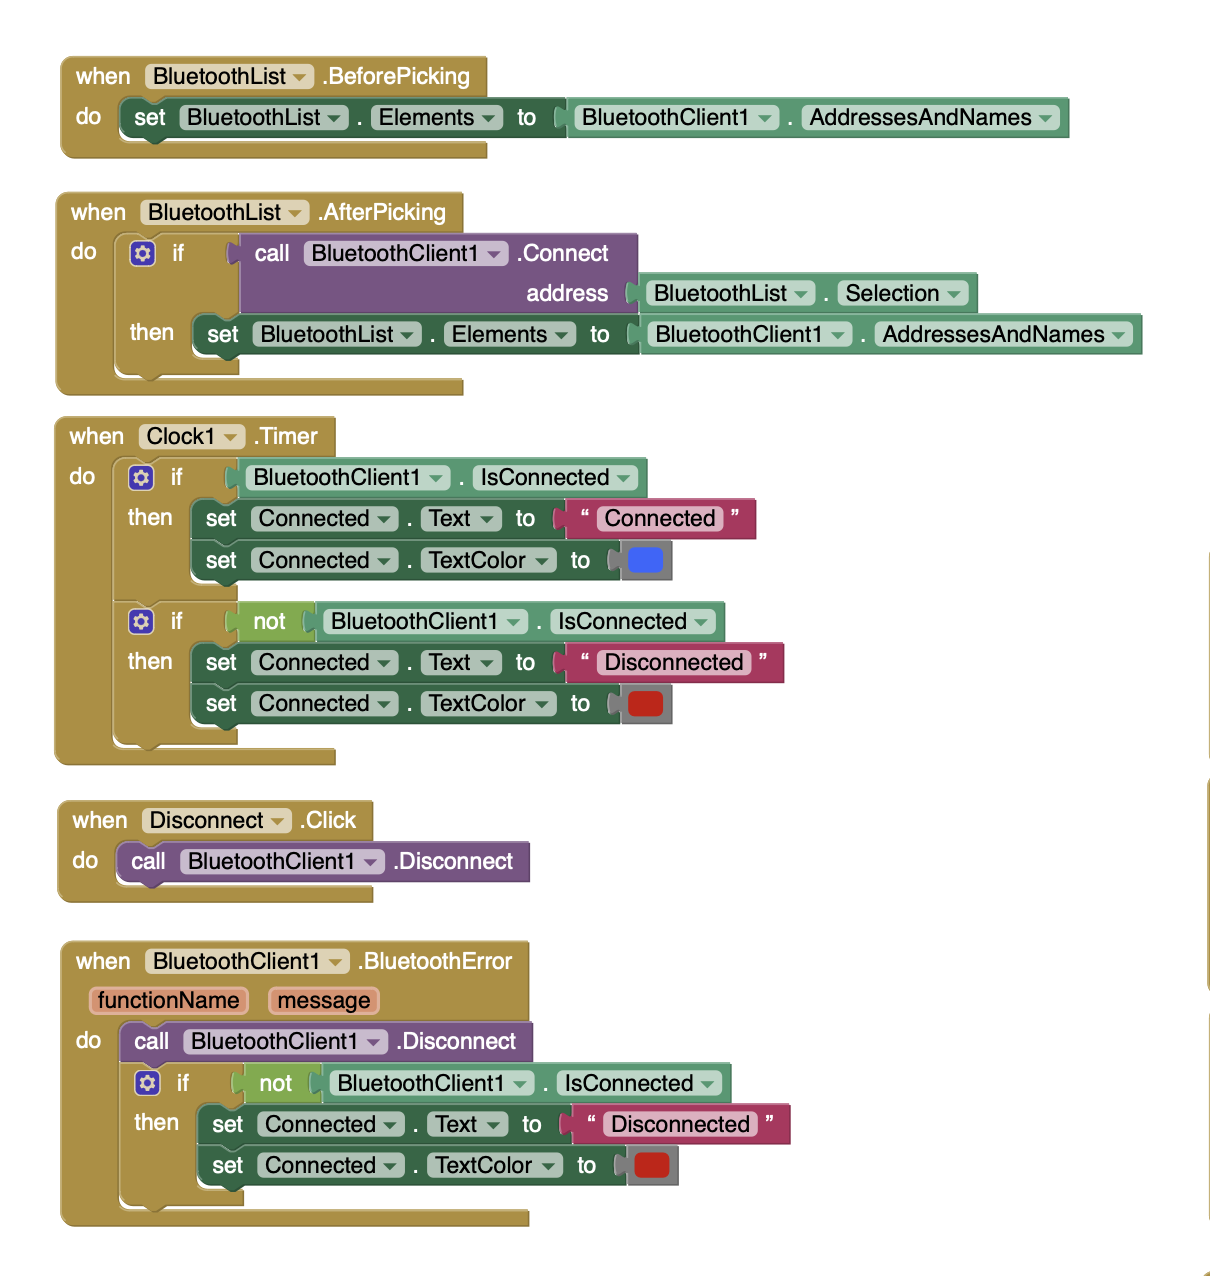 when BluetoothList .BeforePicking
do set BluetoothList . Elements to BluetoothClient1 . AddressesAndNames
when BluetoothList .AfterPicking
do if call BluetoothClient1 .Connect
address BluetoothList . Selection
then set BluetoothList . Elements to BluetoothClient1 . AddressesAndNames
when Clock1 .Timer
do if BluetoothClient1 . IsConnected
then set Connected . Text to “ Connected ”
set Connected . TextColor to
if not BluetoothClient1 . IsConnected
then set Connected . Text to “ Disconnected ”
set Connected . TextColor to
when Disconnect .Click
do call BluetoothClient1 .Disconnect
when BluetoothClient1 .BluetoothError
functionName message
do call BluetoothClient1 .Disconnect
if not BluetoothClient1 . IsConnected
then set Connected . Text to “ Disconnected ”
set Connected . TextColor to